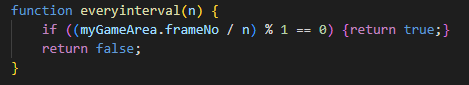 function everyinterval(n) {
    if ((myGameArea.frameNo / n) % 1 == 0) {return true;}
    return false;
}